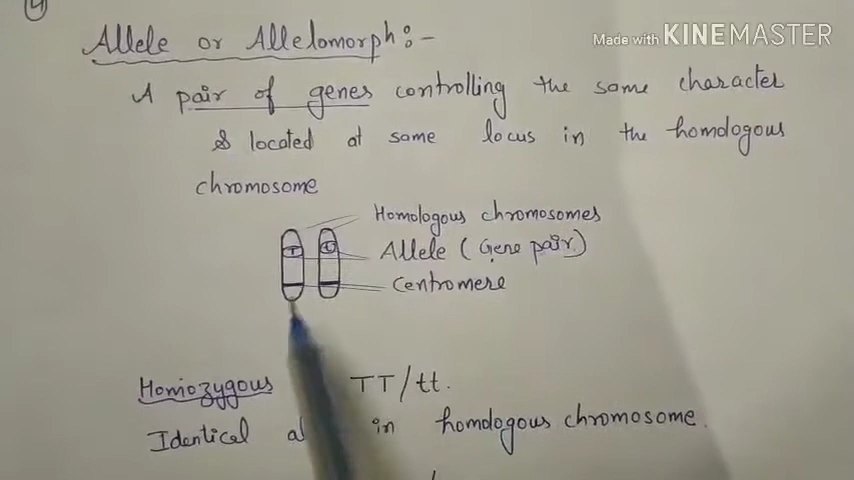 4
Made with KINEMASTER
Allele or Allelomorph:-
A pair of genes controlling the same character
& located at same locus in the homologous
chromosome
Homologous chromosomes
T t Allele (Gene pair)
Centromere
Homozygous TT/tt.
Identical in homologous chromosome.